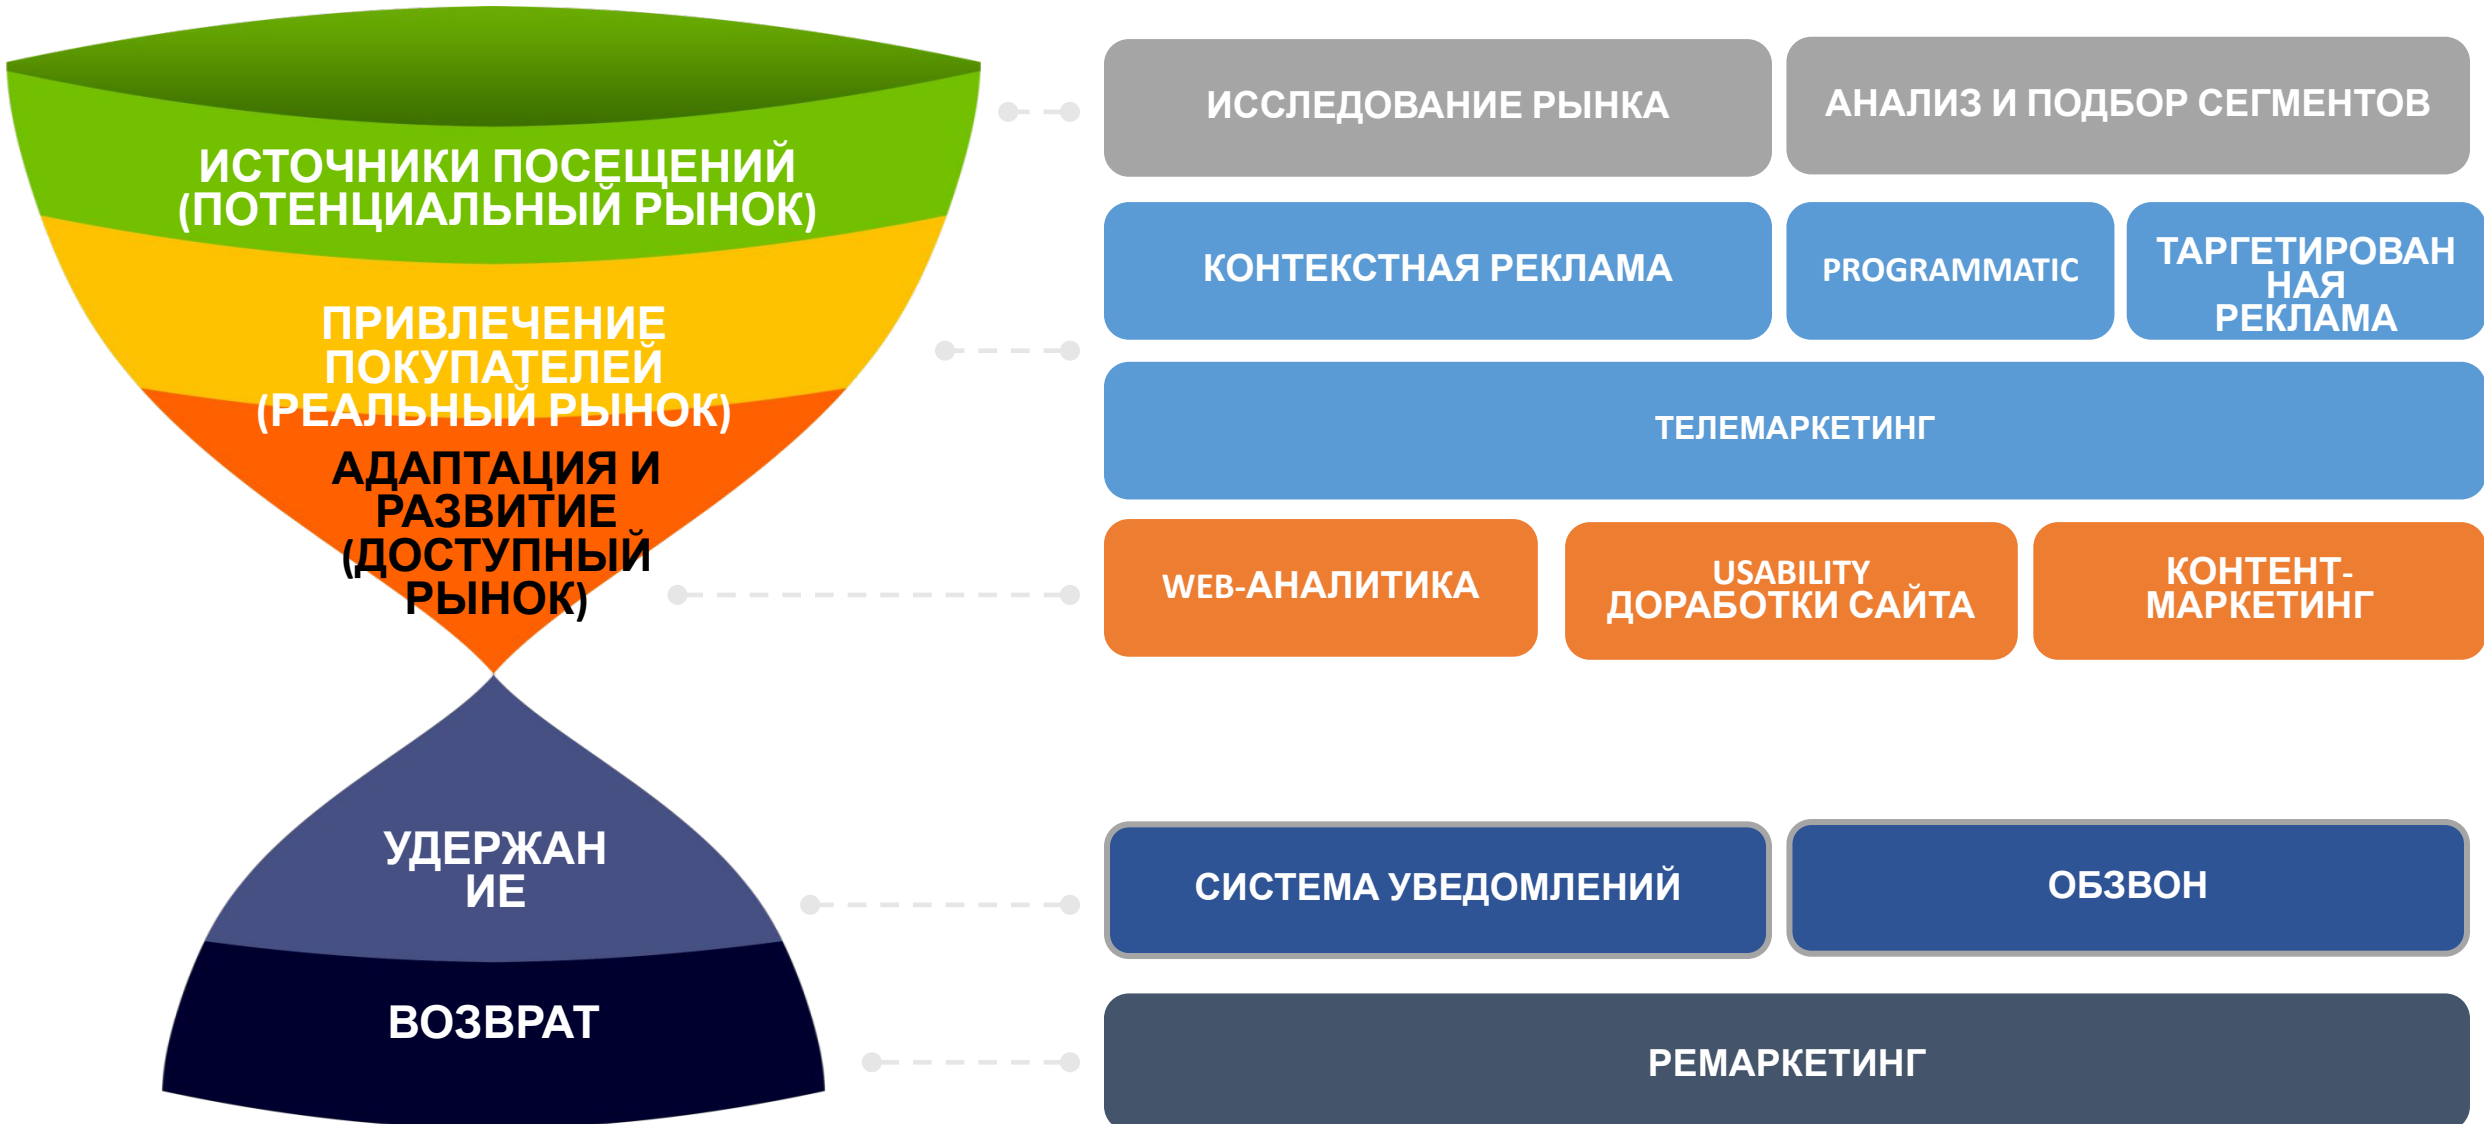 ИСТОЧНИКИ ПОСЕЩЕНИЙ
(ПОТЕНЦИАЛЬНЫЙ РЫНОК)
ИССЛЕДОВАНИЕ РЫНКА
АНАЛИЗ И ПОДБОР СЕГМЕНТОВ
ПРИВЛЕЧЕНИЕ
ПОКУПАТЕЛЕЙ
(РЕАЛЬНЫЙ РЫНОК)
КОНТЕКСТНАЯ РЕКЛАМА
PROGRAMMATIC
ТАРГЕТИРОВАН
НАЯ
РЕКЛАМА
ТЕЛЕМАРКЕТИНГ
АДАПТАЦИЯ И
РАЗВИТИЕ
(ДОСТУПНЫЙ
РЫНОК)
WEB-АНАЛИТИКА
USABILITY
ДОРАБОТКИ САЙТА
КОНТЕНТ-
МАРКЕТИНГ
УДЕРЖАН
ИЕ
СИСТЕМА УВЕДОМЛЕНИЙ
ОБЗВОН
ВОЗВРАТ
РЕМАРКЕТИНГ